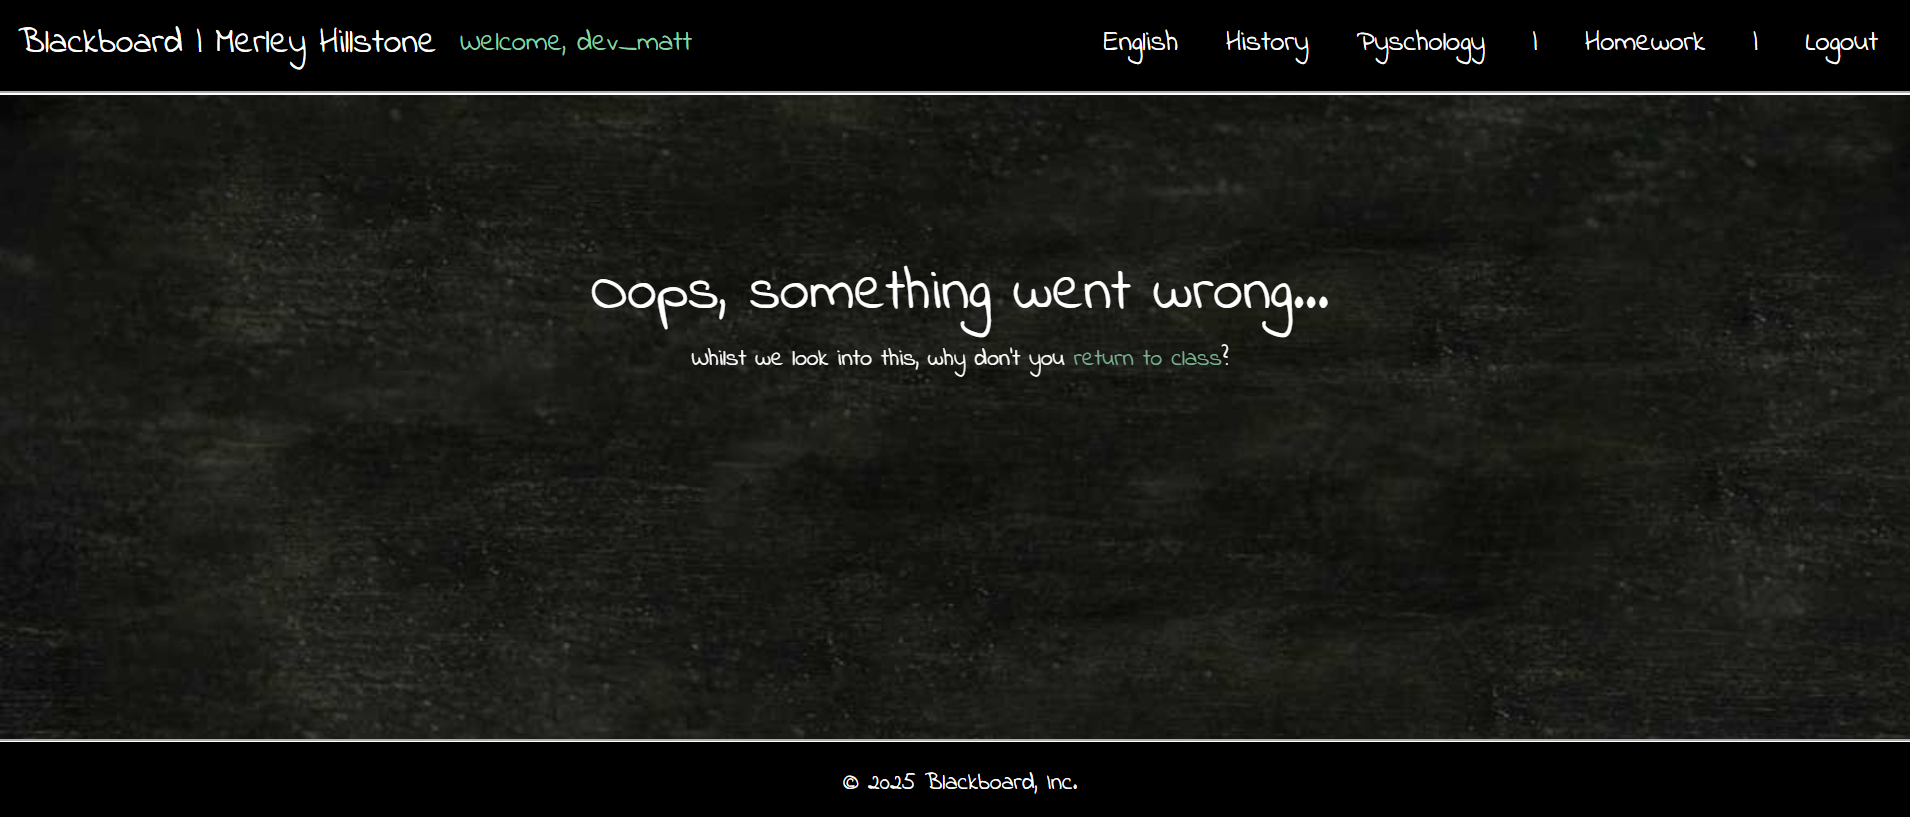 Blackboard | Merley Hillstone Welcome, dev_matt English History Pyschology | Homework | Logout
Oops, something went wrong...
Whilst we look into this, why don't you return to class?
© 2025 Blackboard, Inc.